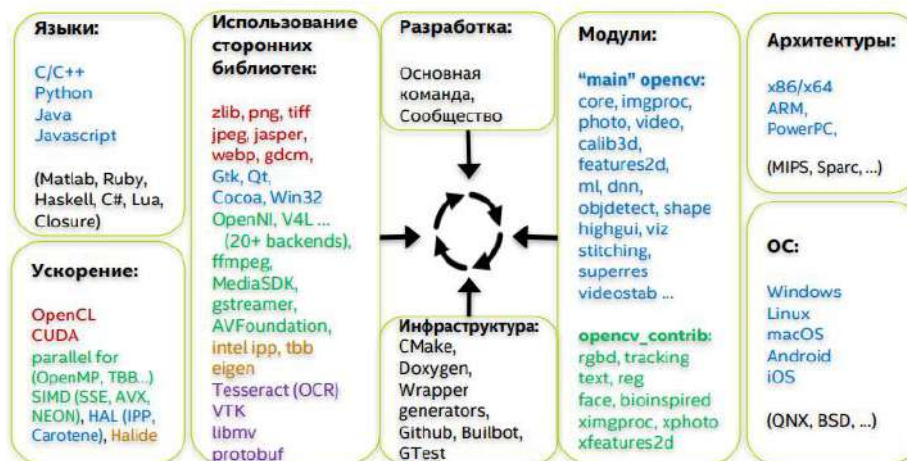 Языки:
C/C++
Python
Java
Javascript
(Matlab, Ruby,
Haskell, C#, Lua,
Closure)
Ускорение:
OpenCL
CUDA
parallel for
(OpenMP, TBB...)
SIMD (SSE, AVX,
NEON), HAL (IPP,
Carotene), Halide
Использование
сторонних
библиотек:
zlib, png, tiff
jpeg, jasper,
webp, gdcm,
Gtk, Qt,
Cocoa, Win32
OpenNI, V4L ...
(20+ backends),
ffmpeg,
MediaSDK,
gstreamer,
AVFoundation,
intel ipp, tbb
eigen
Tesseract (OCR)
VTK
libmv
protobuf
Разработка:
Основная
команда,
Сообщество
Инфраструктура:
CMake,
Doxygen,
Wrapper
generators,
Github, Builbot,
GTest
Модули:
“main” opencv:
core, imgproc,
photo, video,
calib3d,
features2d,
ml, dnn,
objdetect, shape
highgui, viz
stitching,
superres
videostab ...
opencv_contrib:
rgbd, tracking
text, reg
face, bioinspired
ximgproc, xphoto
xfeatures2d
Архитектуры:
x86/x64
ARM,
PowerPC,
(MIPS, Sparc, ...)
ОС:
Windows
Linux
macOS
Android
iOS
(QNX, BSD, ...)